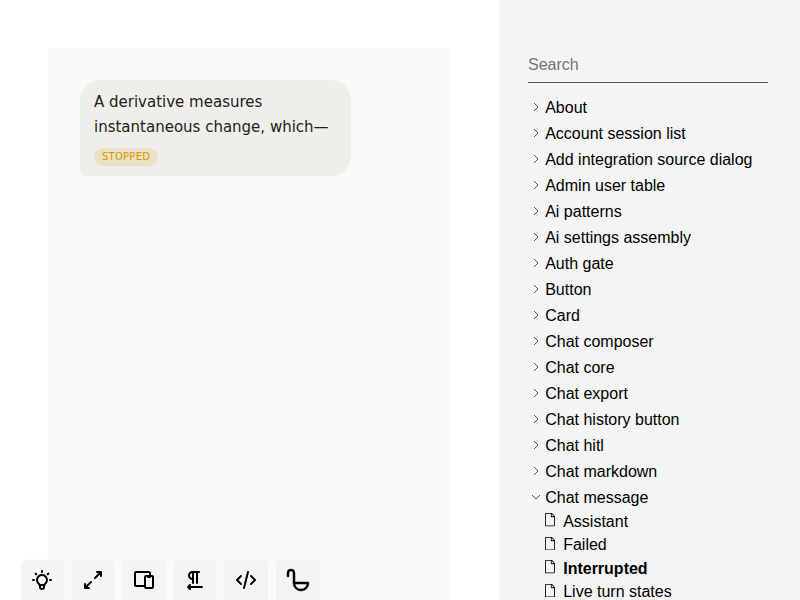 A derivative measures
instantaneous change, which—
STOPPED
Search
About
Account session list
Add integration source dialog
Admin user table
Ai patterns
Ai settings assembly
Auth gate
Button
Card
Chat composer
Chat core
Chat export
Chat history button
Chat hitl
Chat markdown
Chat message
Assistant
Failed
Interrupted
Live turn states